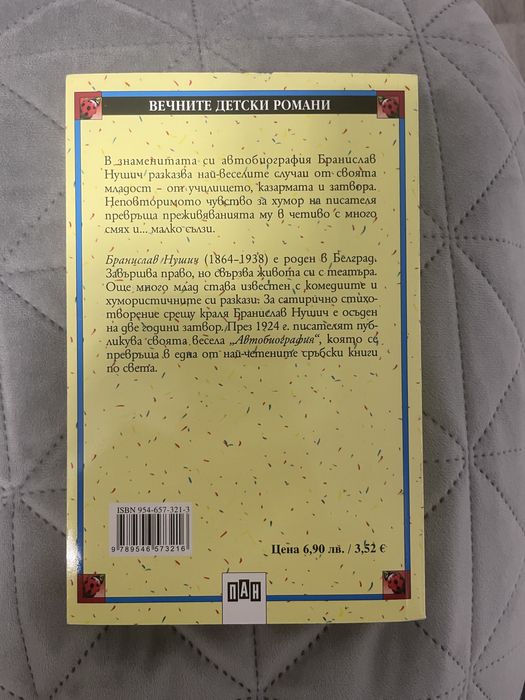 ВЕЧНИТЕ ДЕТСКИ РОМАНИ
В знаменитата си автобиография Бранислав
Нушич разказва най-веселите случаи от своята
младост – от училището, казармата и затвора.
Неповторимото чувство за хумор на писателя
превръща преживяванията му в четиво с много
смях и... малко сълзи.
Бранислав Нушич (1864–1938) е роден в Белград.
Завършва право, но свързва живота си с театъра.
Още много млад става известен с комедиите и
хумористичните си разкази. За сатирично стихо-
творение срещу краля Бранислав Нушич е осъден
на две години затвор. През 1924 г. писателят пуб-
ликува своята весела „Автобиография“, която се
превръща в една от най-четените сръбски книги
по света.
ISBN 954-657-321-3
9 789546 573216
Цена 6,90 лв. / 3,52 €
ПАН